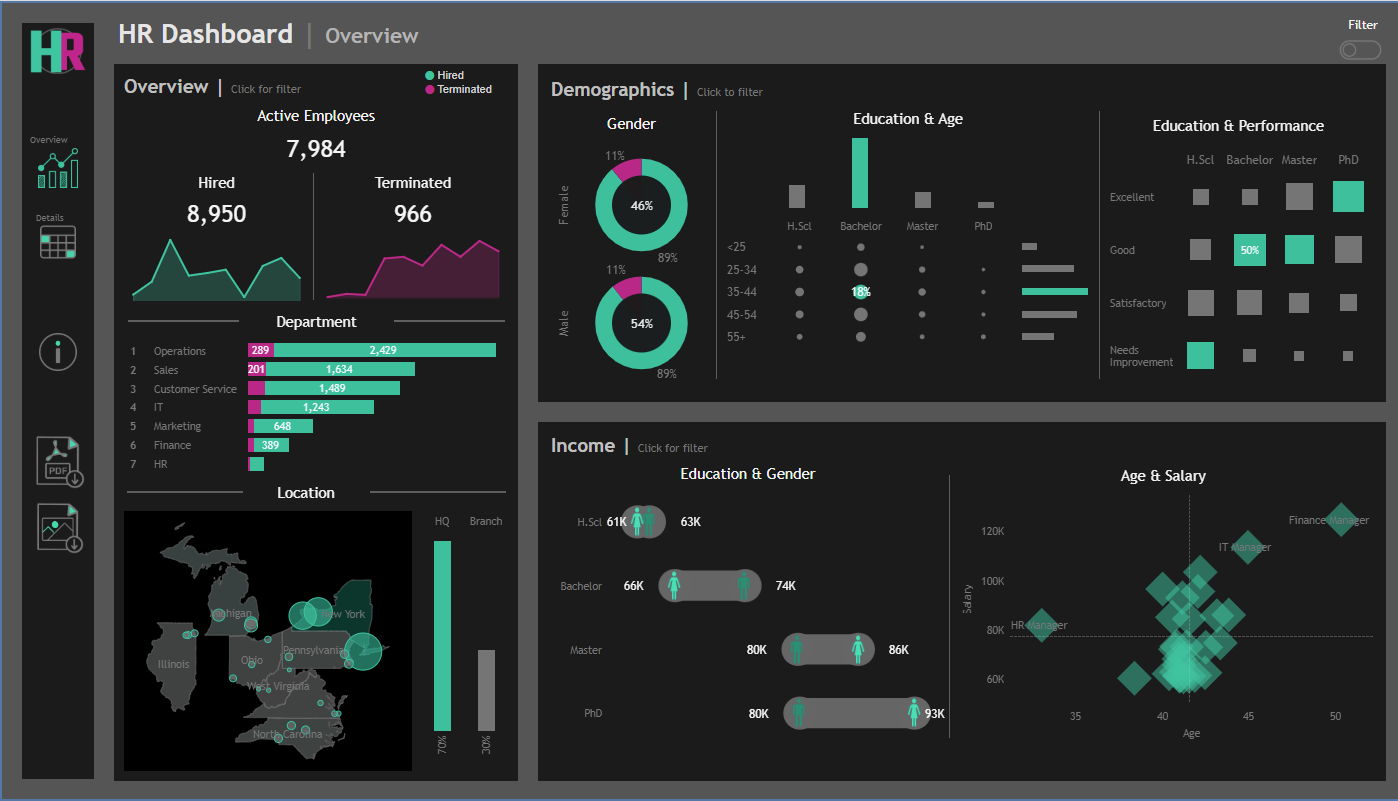 HR Dashboard | Overview
Filter
HR
Overview
Details
PDF
Overview | Click for filter
Hired
Terminated
Active Employees
7,984
Hired
8,950
Terminated
966
Department
1 Operations 289 2,429
2 Sales 201 1,634
3 Customer Service 1,489
4 IT 1,243
5 Marketing 648
6 Finance 389
7 HR
Location
HQ Branch
Michigan
New York
Illinois
Ohio
Pennsylvania
West Virginia
North Carolina
70% 30%
Demographics | Click to filter
Gender
Female
11%
46%
89%
Male
11%
54%
89%
Education & Age
H.Scl Bachelor Master PhD
<25
25-34
35-44 18%
45-54
55+
Education & Performance
H.Scl Bachelor Master PhD
Excellent
Good 50%
Satisfactory
Needs
Improvement
Income | Click for filter
Education & Gender
H.Scl 61K 63K
Bachelor 66K 74K
Master 80K 86K
PhD 80K 93K
Age & Salary
Salary
120K
100K
80K
60K
Finance Manager
IT Manager
HR Manager
35 40 45 50
Age